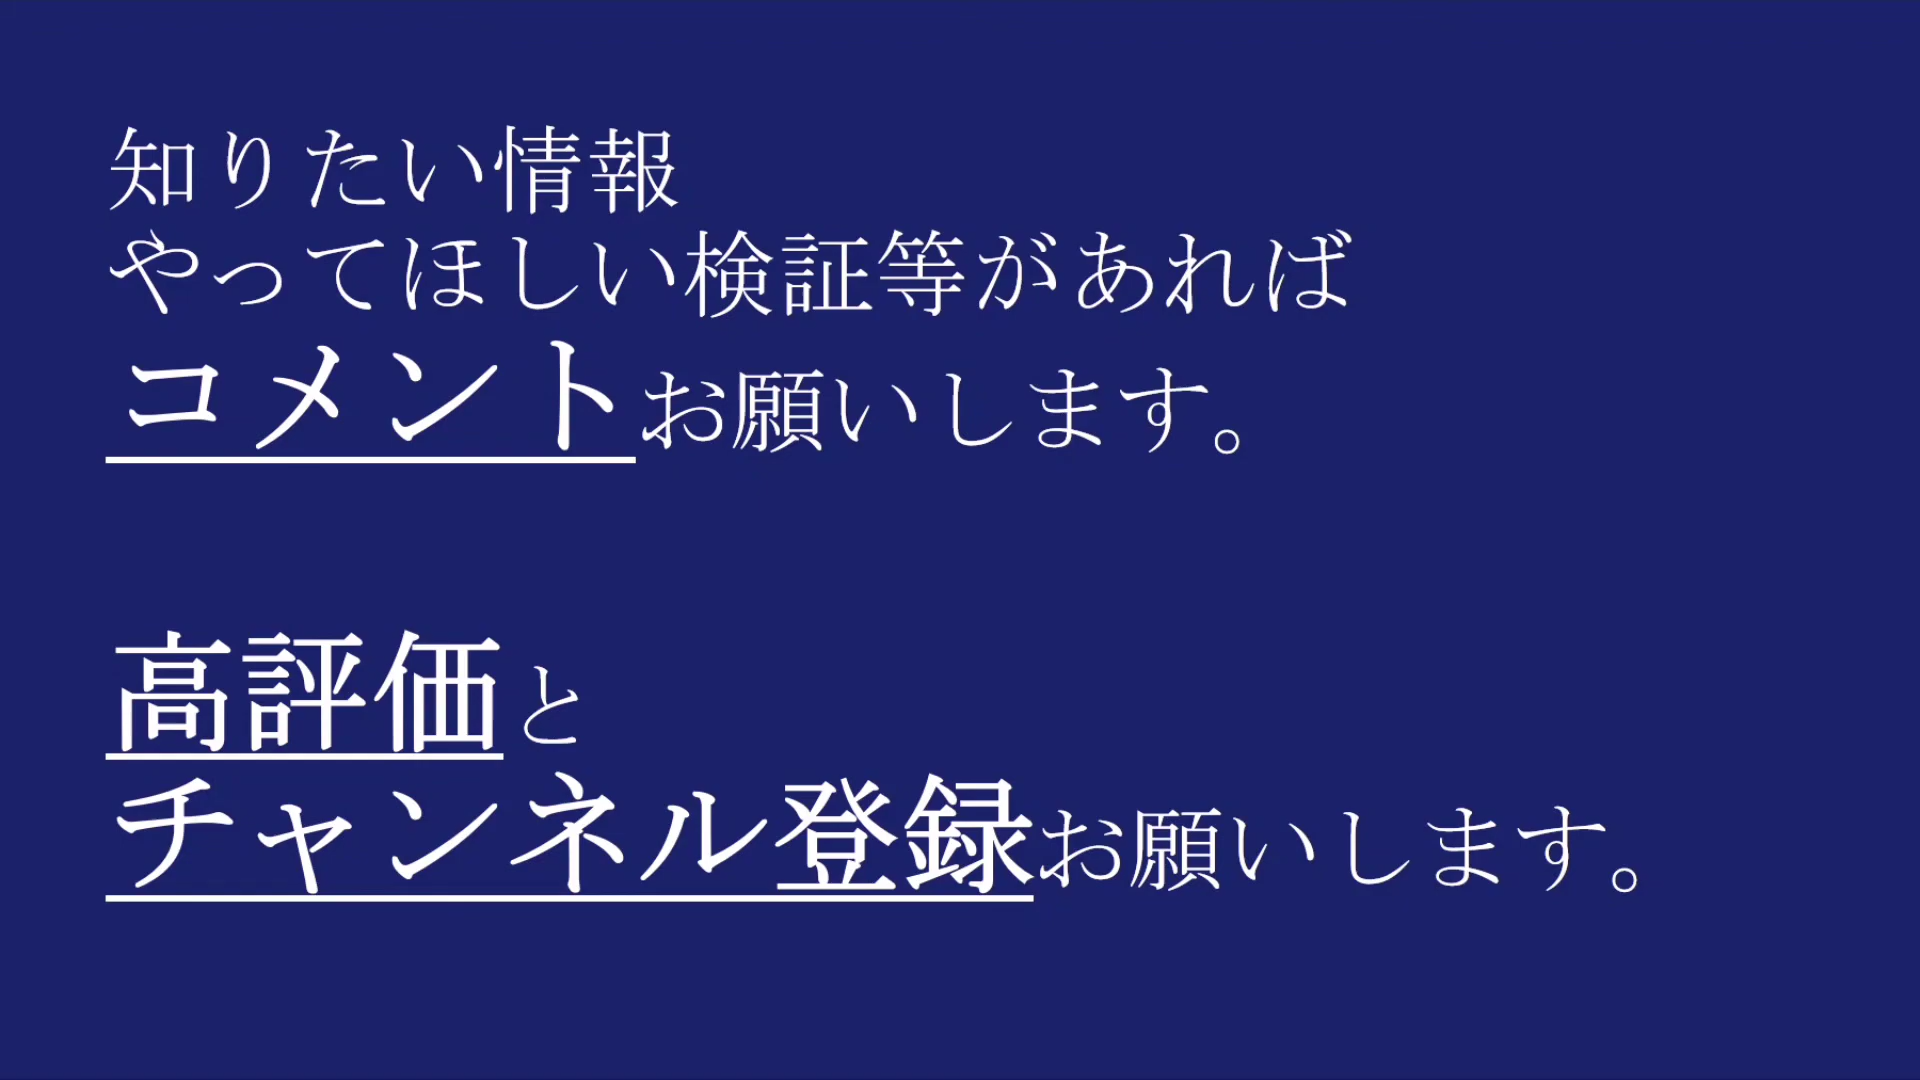 知りたい情報
やってほしい検証等があれば
コメントお願いします。
高評価と
チャンネル登録お願いします。